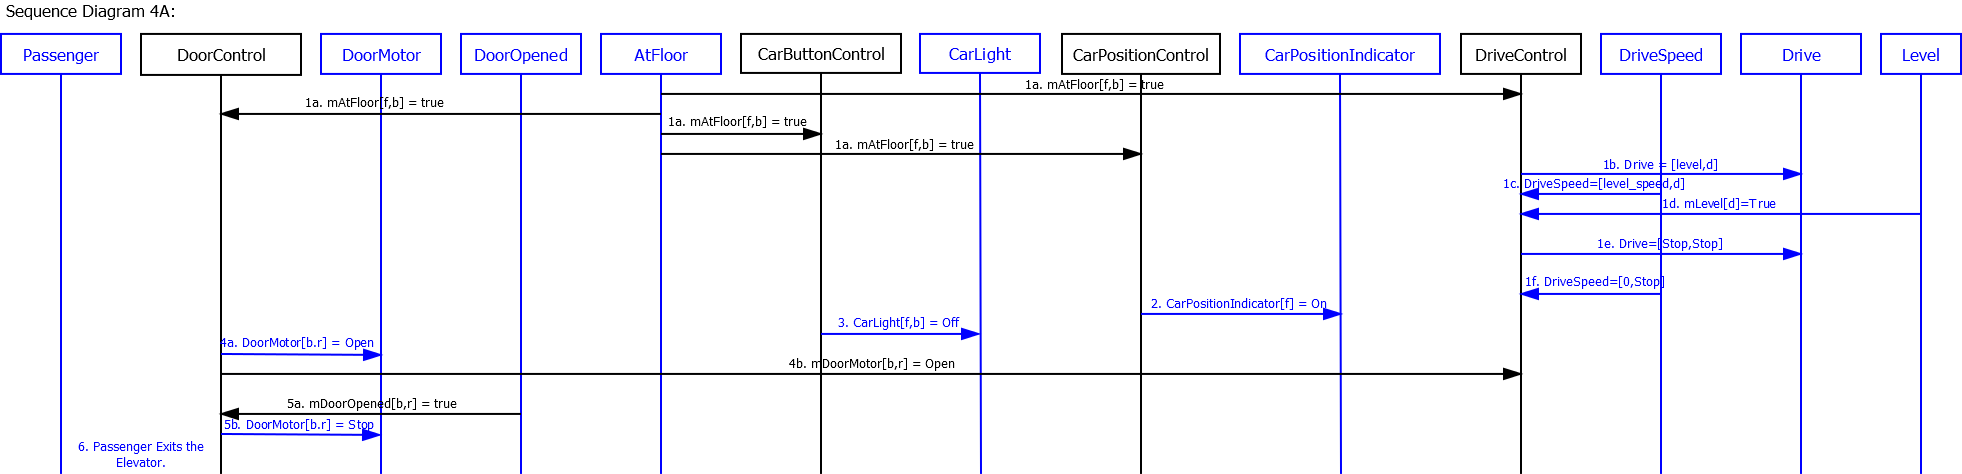 Sequence Diagram 4A:
Passenger
DoorControl
DoorMotor
DoorOpened
AtFloor
CarButtonControl
CarLight
CarPositionControl
CarPositionIndicator
DriveControl
DriveSpeed
Drive
Level
1a. mAtFloor[f,b] = true
1a. mAtFloor[f,b] = true
1a. mAtFloor[f,b] = true
1a. mAtFloor[f,b] = true
1b. Drive = [level,d]
1c. DriveSpeed=[level_speed,d]
1d. mLevel[d]=True
1e. Drive=[Stop,Stop]
1f. DriveSpeed=[0,Stop]
2. CarPositionIndicator[f] = On
3. CarLight[f,b] = Off
4a. DoorMotor[b.r] = Open
4b. mDoorMotor[b,r] = Open
5a. mDoorOpened[b,r] = true
5b. DoorMotor[b.r] = Stop
6. Passenger Exits the
Elevator.